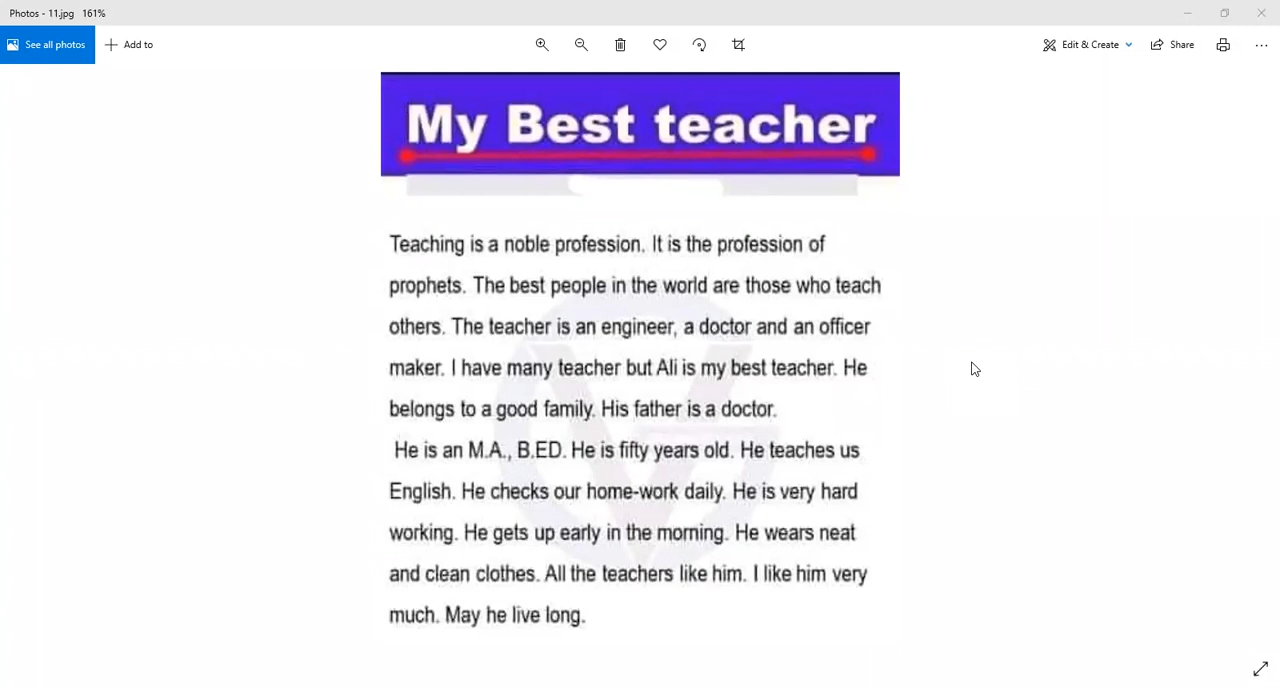 Photos - 11.jpg 161%
See all photos
Add to
Edit & Create
Share
My Best teacher
Teaching is a noble profession. It is the profession of
prophets. The best people in the world are those who teach
others. The teacher is an engineer, a doctor and an officer
maker. I have many teacher but Ali is my best teacher. He
belongs to a good family. His father is a doctor.
He is an M.A., B.ED. He is fifty years old. He teaches us
English. He checks our home-work daily. He is very hard
working. He gets up early in the morning. He wears neat
and clean clothes. All the teachers like him. I like him very
much. May he live long.